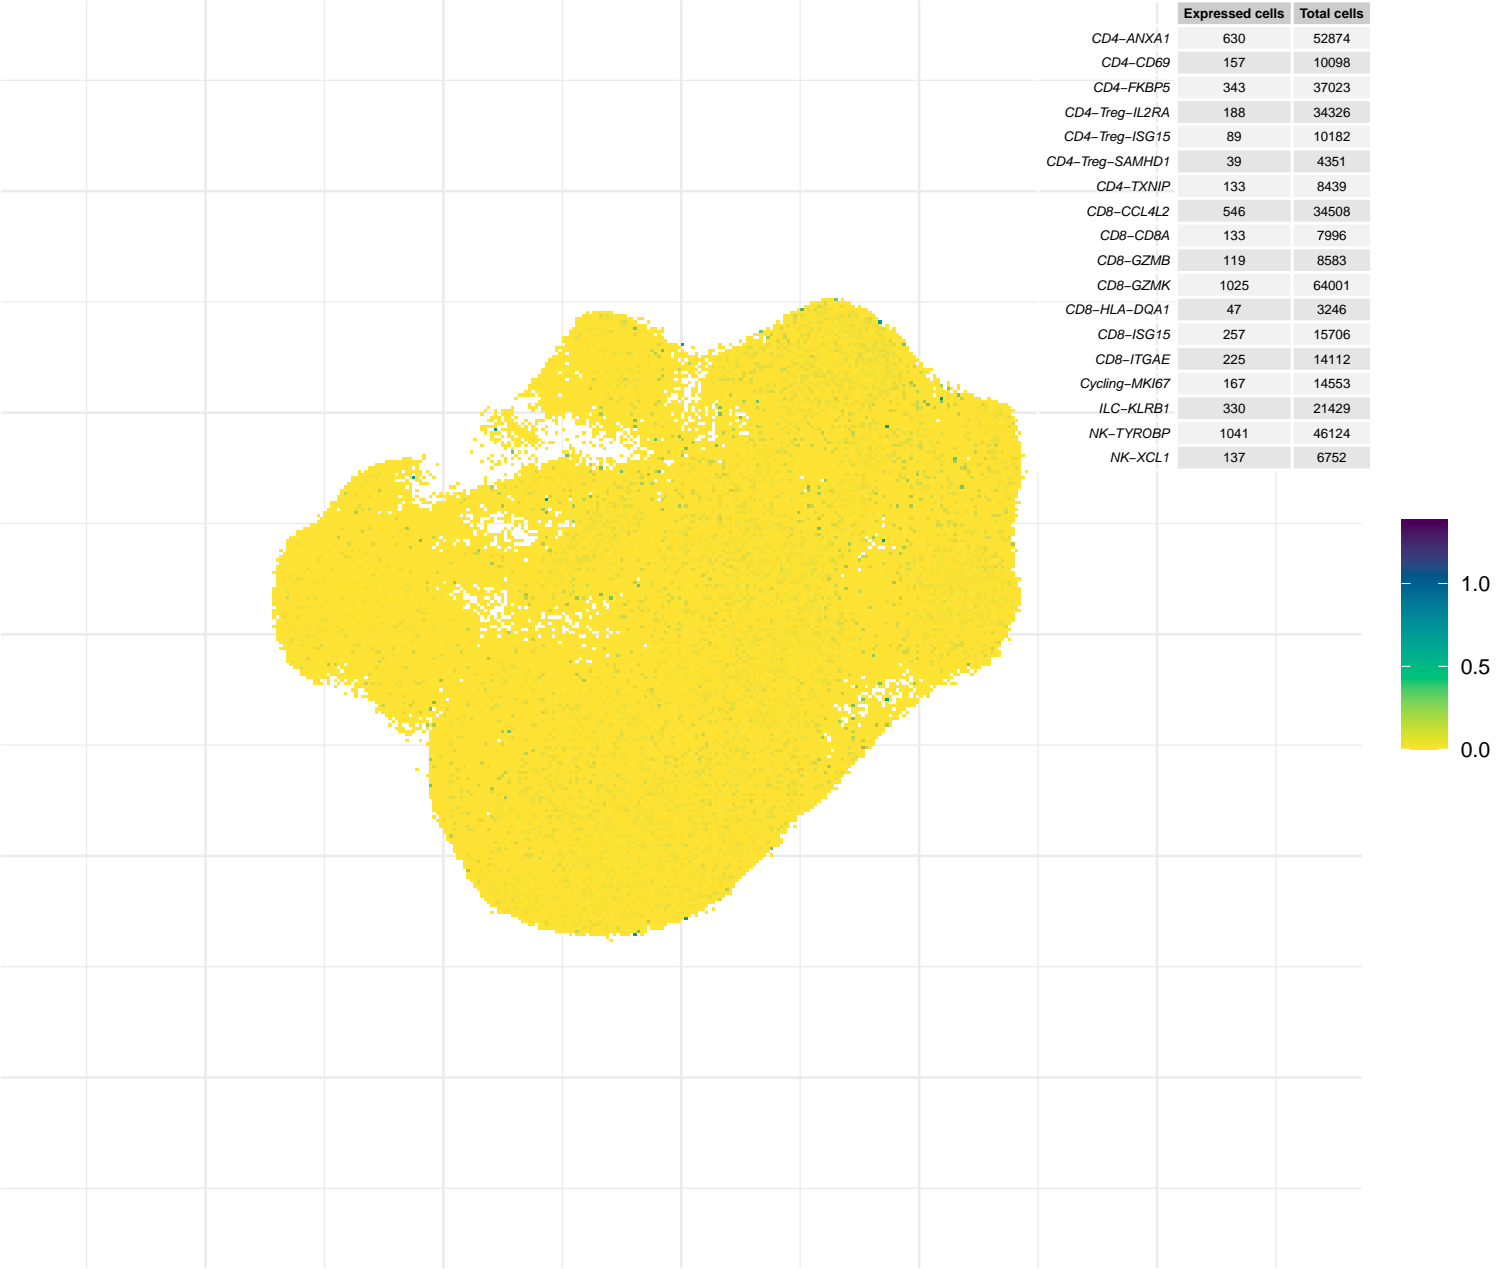 Expressed cells Total cells
CD4−ANXA1 630 52874
CD4−CD69 157 10098
CD4−FKBP5 343 37023
CD4−Treg−IL2RA 188 34326
CD4−Treg−ISG15 89 10182
CD4−Treg−SAMHD1 39 4351
CD4−TXNIP 133 8439
CD8−CCL4L2 546 34508
CD8−CD8A 133 7996
CD8−GZMB 119 8583
CD8−GZMK 1025 64001
CD8−HLA−DQA1 47 3246
CD8−ISG15 257 15706
CD8−ITGAE 225 14112
Cycling−MKI67 167 14553
ILC−KLRB1 330 21429
NK−TYROBP 1041 46124
NK−XCL1 137 6752
1.0
0.5
0.0